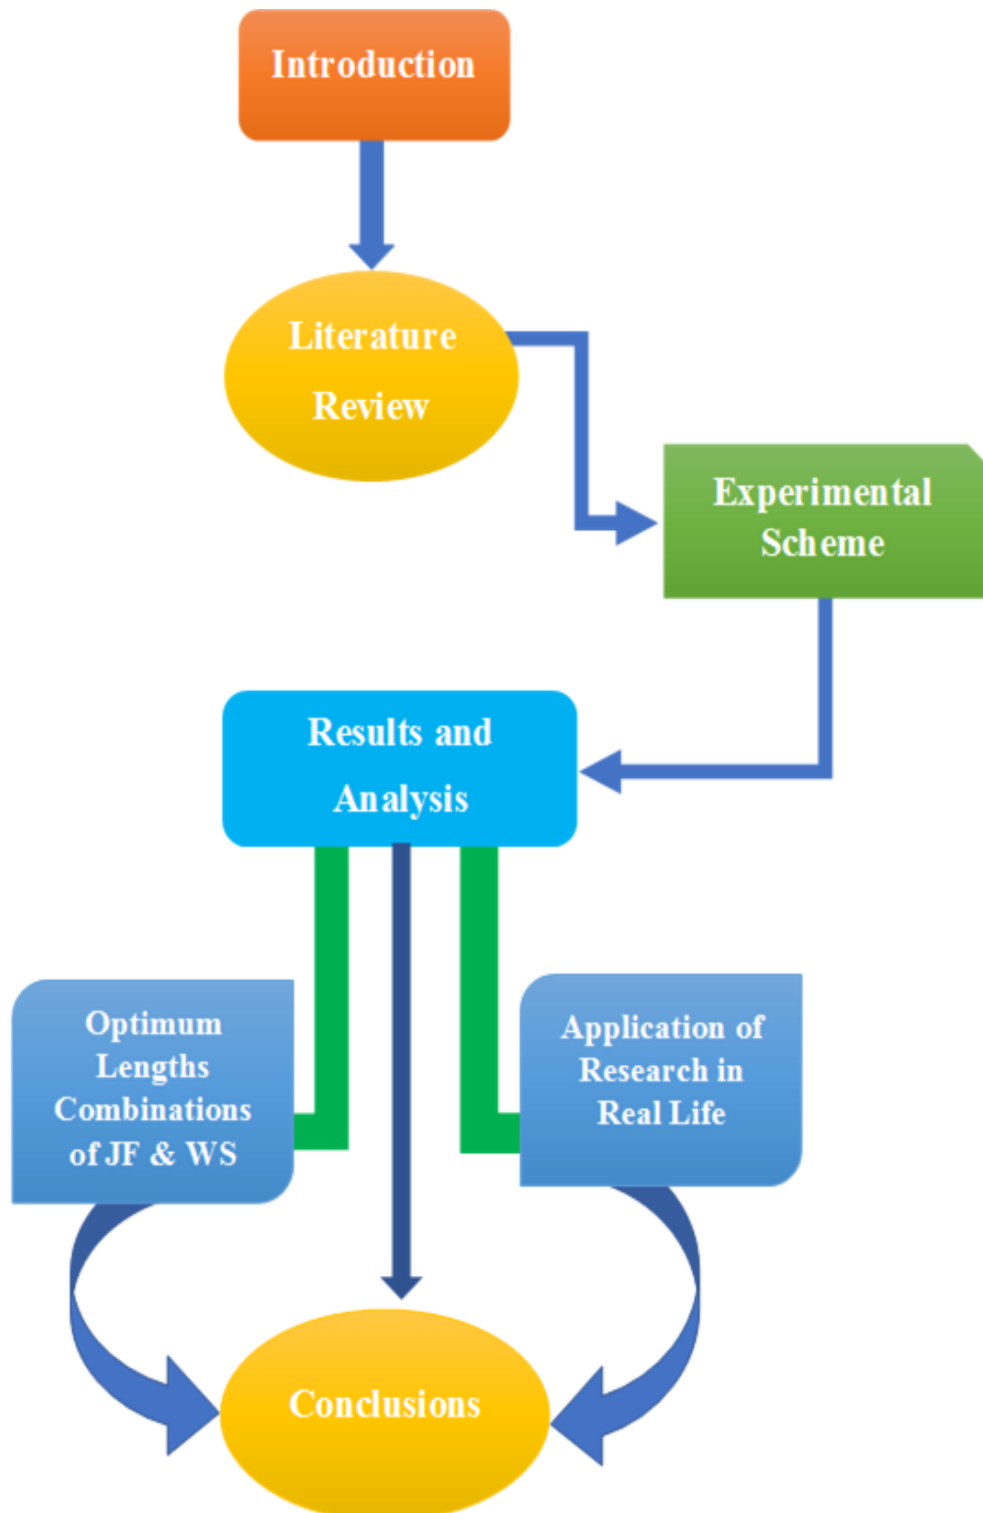 Introduction
Literature
Review
Experimental
Scheme
Results and
Analysis
Optimum
Lengths
Combinations
of JF & WS
Application of
Research in
Real Life
Conclusions